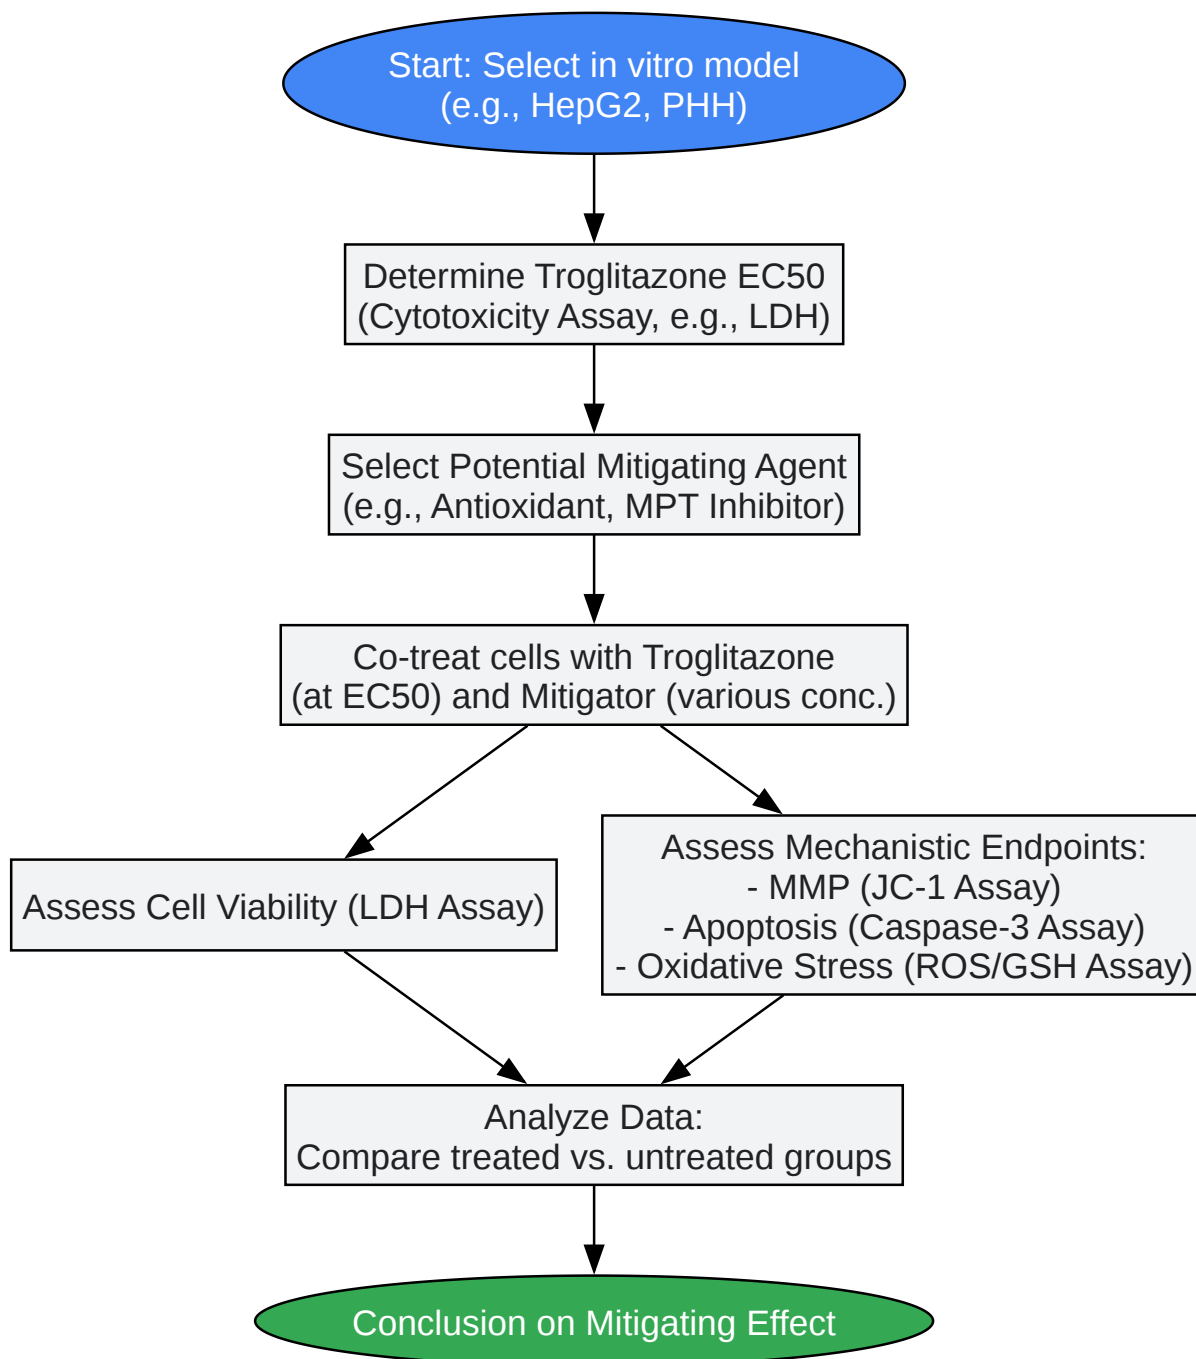 Start: Select in vitro model
(e.g., HepG2, PHH)
Determine Troglitazone EC50
(Cytotoxicity Assay, e.g., LDH)
Select Potential Mitigating Agent
(e.g., Antioxidant, MPT Inhibitor)
Co-treat cells with Troglitazone
(at EC50) and Mitigator (various conc.)
Assess Cell Viability (LDH Assay)
Assess Mechanistic Endpoints:
- MMP (JC-1 Assay)
- Apoptosis (Caspase-3 Assay)
- Oxidative Stress (ROS/GSH Assay)
Analyze Data:
Compare treated vs. untreated groups
Conclusion on Mitigating Effect